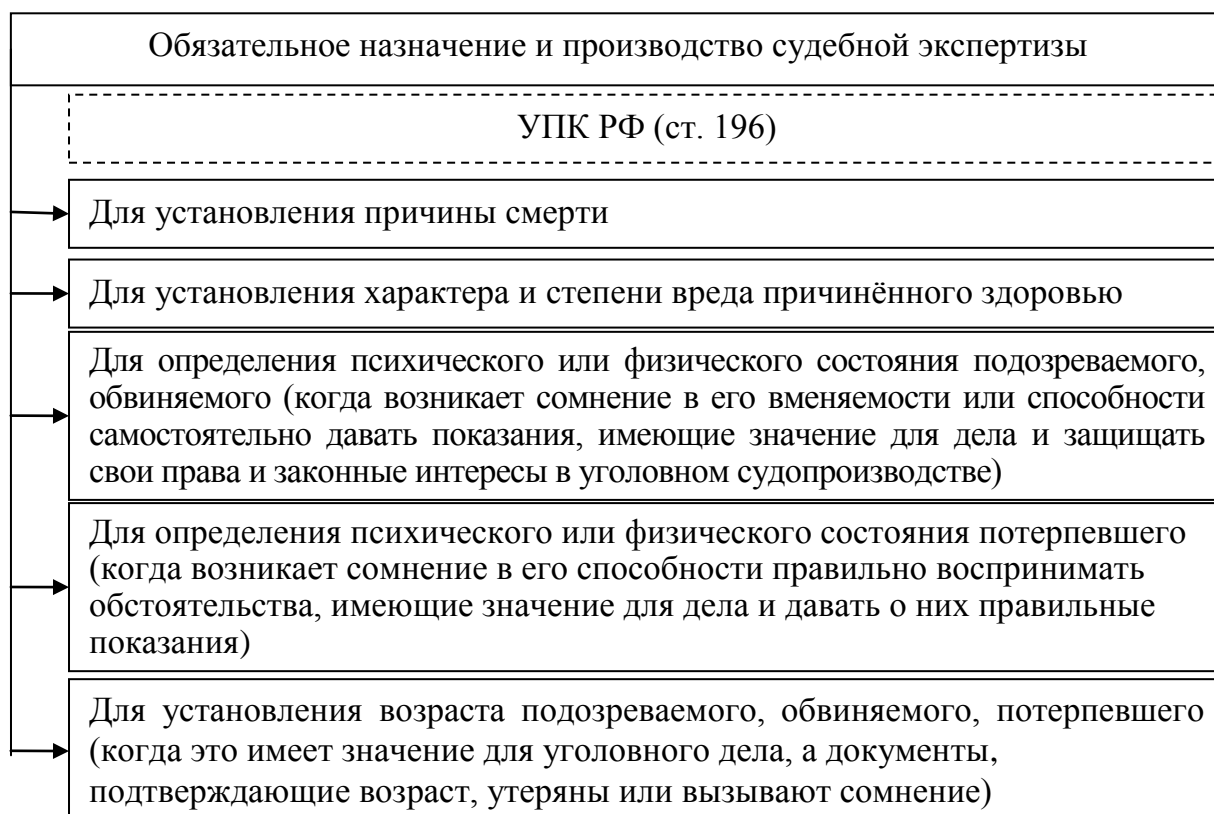 Обязательное назначение и производство судебной экспертизы
УПК РФ (ст. 196)
Для установления причины смерти
Для установления характера и степени вреда причинённого здоровью
Для определения психического или физического состояния подозреваемого,
обвиняемого (когда возникает сомнение в его вменяемости или способности
самостоятельно давать показания, имеющие значение для дела и защищать
свои права и законные интересы в уголовном судопроизводстве)
Для определения психического или физического состояния потерпевшего
(когда возникает сомнение в его способности правильно воспринимать
обстоятельства, имеющие значение для дела и давать о них правильные
показания)
Для установления возраста подозреваемого, обвиняемого, потерпевшего
(когда это имеет значение для уголовного дела, а документы,
подтверждающие возраст, утеряны или вызывают сомнение)